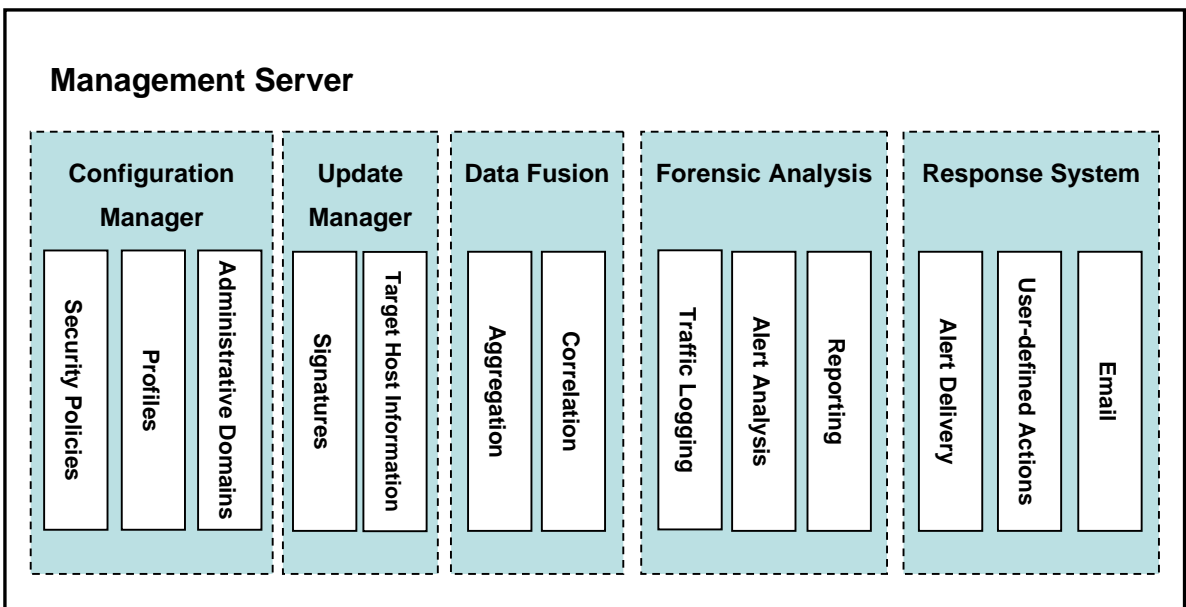 Management Server
Configuration
Manager
Security Policies
Profiles
Administrative Domains
Update
Manager
Signatures
Target Host Information
Data Fusion
Aggregation
Correlation
Forensic Analysis
Traffic Logging
Alert Analysis
Reporting
Response System
Alert Delivery
User-defined Actions
Email